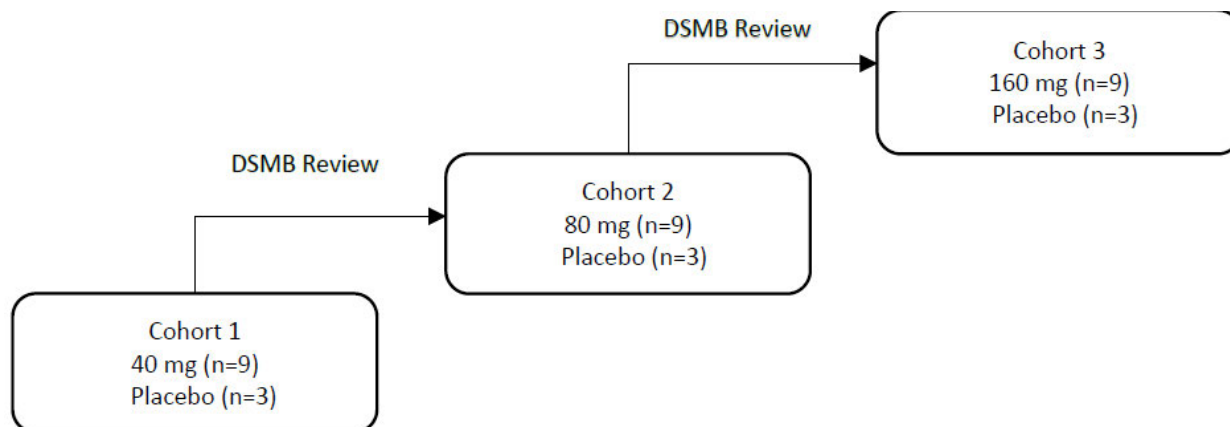 DSMB Review
Cohort 3
160 mg (n=9)
Placebo (n=3)
DSMB Review
Cohort 2
80 mg (n=9)
Placebo (n=3)
Cohort 1
40 mg (n=9)
Placebo (n=3)